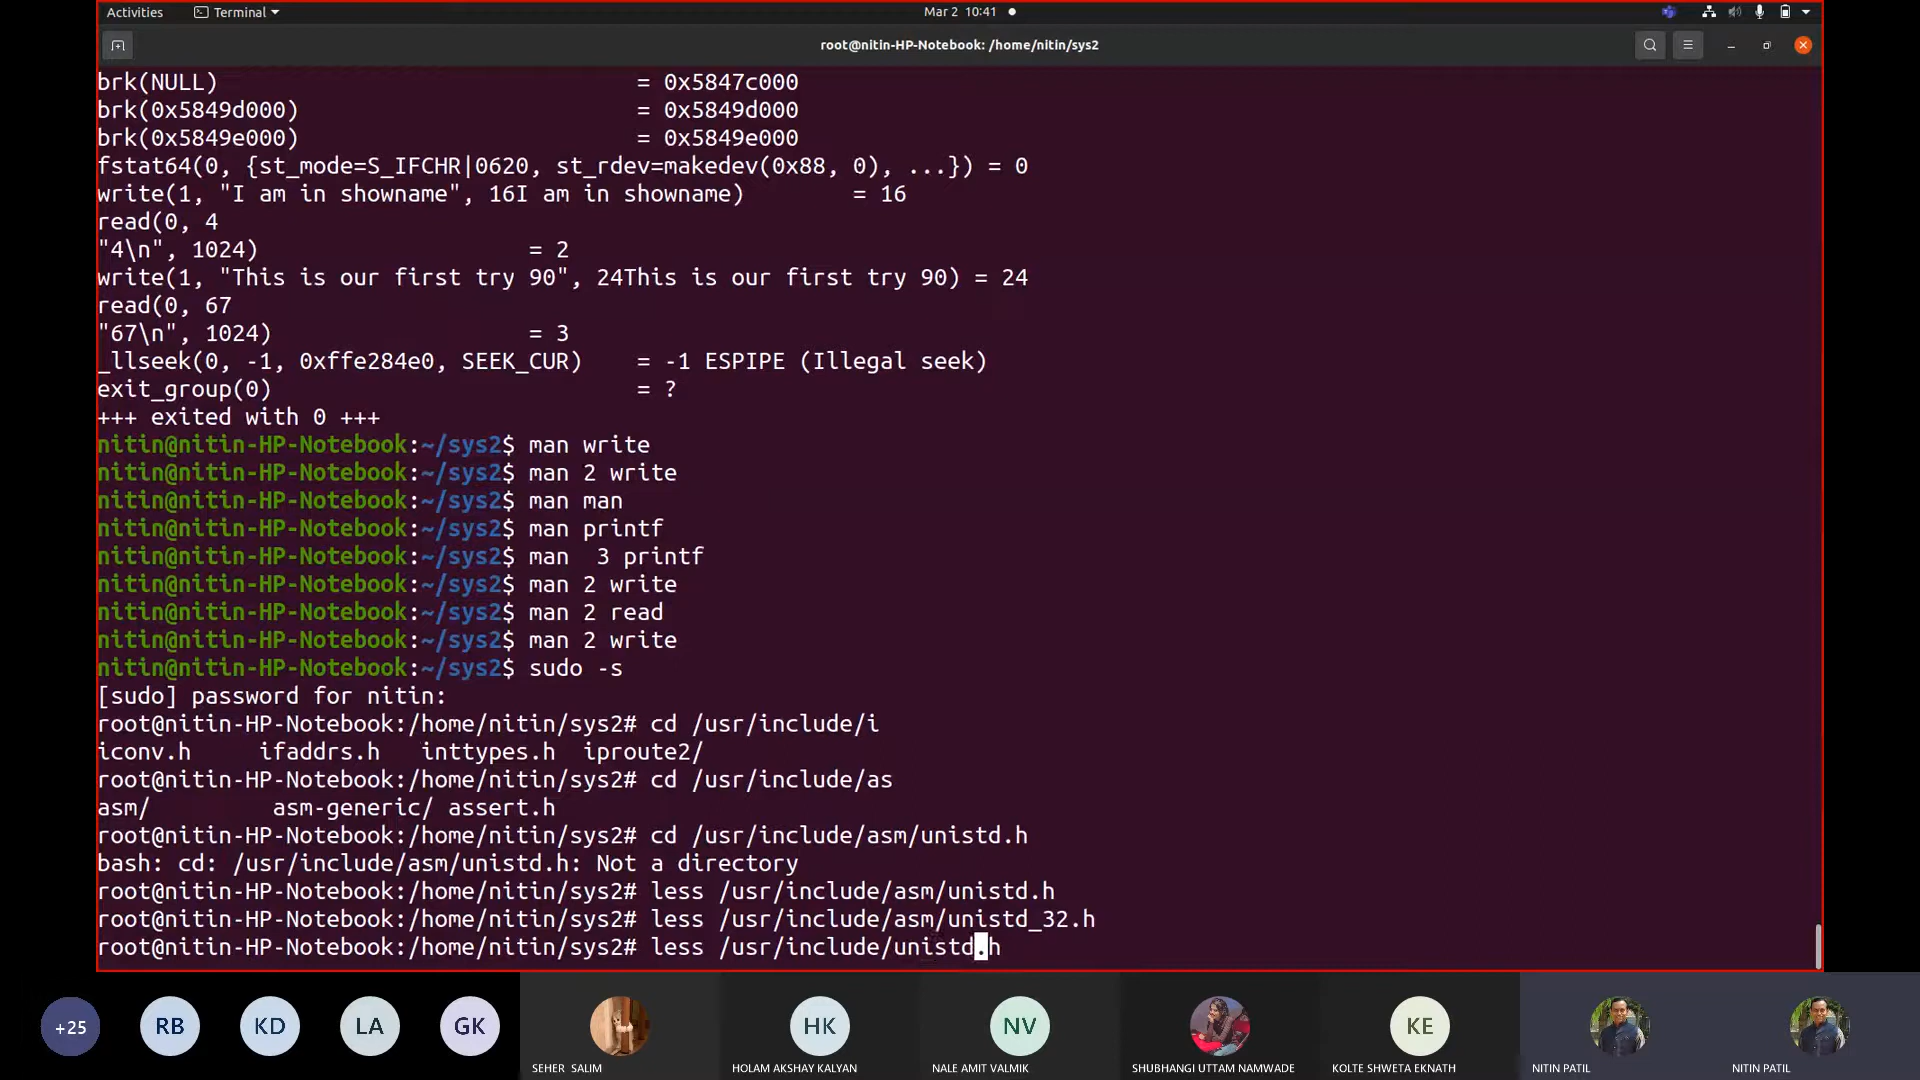 Activities Terminal Mar 2 10:41
root@nitin-HP-Notebook: /home/nitin/sys2
brk(NULL) = 0x5847c000
brk(0x5849d000) = 0x5849d000
brk(0x5849e000) = 0x5849e000
fstat64(0, {st_mode=S_IFCHR|0620, st_rdev=makedev(0x88, 0), ...}) = 0
write(1, "I am in showname", 16I am in showname) = 16
read(0, 4
"4\n", 1024) = 2
write(1, "This is our first try 90", 24This is our first try 90) = 24
read(0, 67
"67\n", 1024) = 3
_llseek(0, -1, 0xffe284e0, SEEK_CUR) = -1 ESPIPE (Illegal seek)
exit_group(0) = ?
+++ exited with 0 +++
nitin@nitin-HP-Notebook:~/sys2$ man write
nitin@nitin-HP-Notebook:~/sys2$ man 2 write
nitin@nitin-HP-Notebook:~/sys2$ man man
nitin@nitin-HP-Notebook:~/sys2$ man printf
nitin@nitin-HP-Notebook:~/sys2$ man  3 printf
nitin@nitin-HP-Notebook:~/sys2$ man 2 write
nitin@nitin-HP-Notebook:~/sys2$ man 2 read
nitin@nitin-HP-Notebook:~/sys2$ man 2 write
nitin@nitin-HP-Notebook:~/sys2$ sudo -s
[sudo] password for nitin:
root@nitin-HP-Notebook:/home/nitin/sys2# cd /usr/include/i
iconv.h ifaddrs.h inttypes.h iproute2/
root@nitin-HP-Notebook:/home/nitin/sys2# cd /usr/include/as
asm/ asm-generic/ assert.h
root@nitin-HP-Notebook:/home/nitin/sys2# cd /usr/include/asm/unistd.h
bash: cd: /usr/include/asm/unistd.h: Not a directory
root@nitin-HP-Notebook:/home/nitin/sys2# less /usr/include/asm/unistd.h
root@nitin-HP-Notebook:/home/nitin/sys2# less /usr/include/asm/unistd_32.h
root@nitin-HP-Notebook:/home/nitin/sys2# less /usr/include/unistd.h
+25 RB KD LA GK HK NV KE
SEHER SALIM HOLAM AKSHAY KALYAN NALE AMIT VALMIK SHUBHANGI UTTAM NAMWADE KOLTE SHWETA EKNATH NITIN PATIL NITIN PATIL